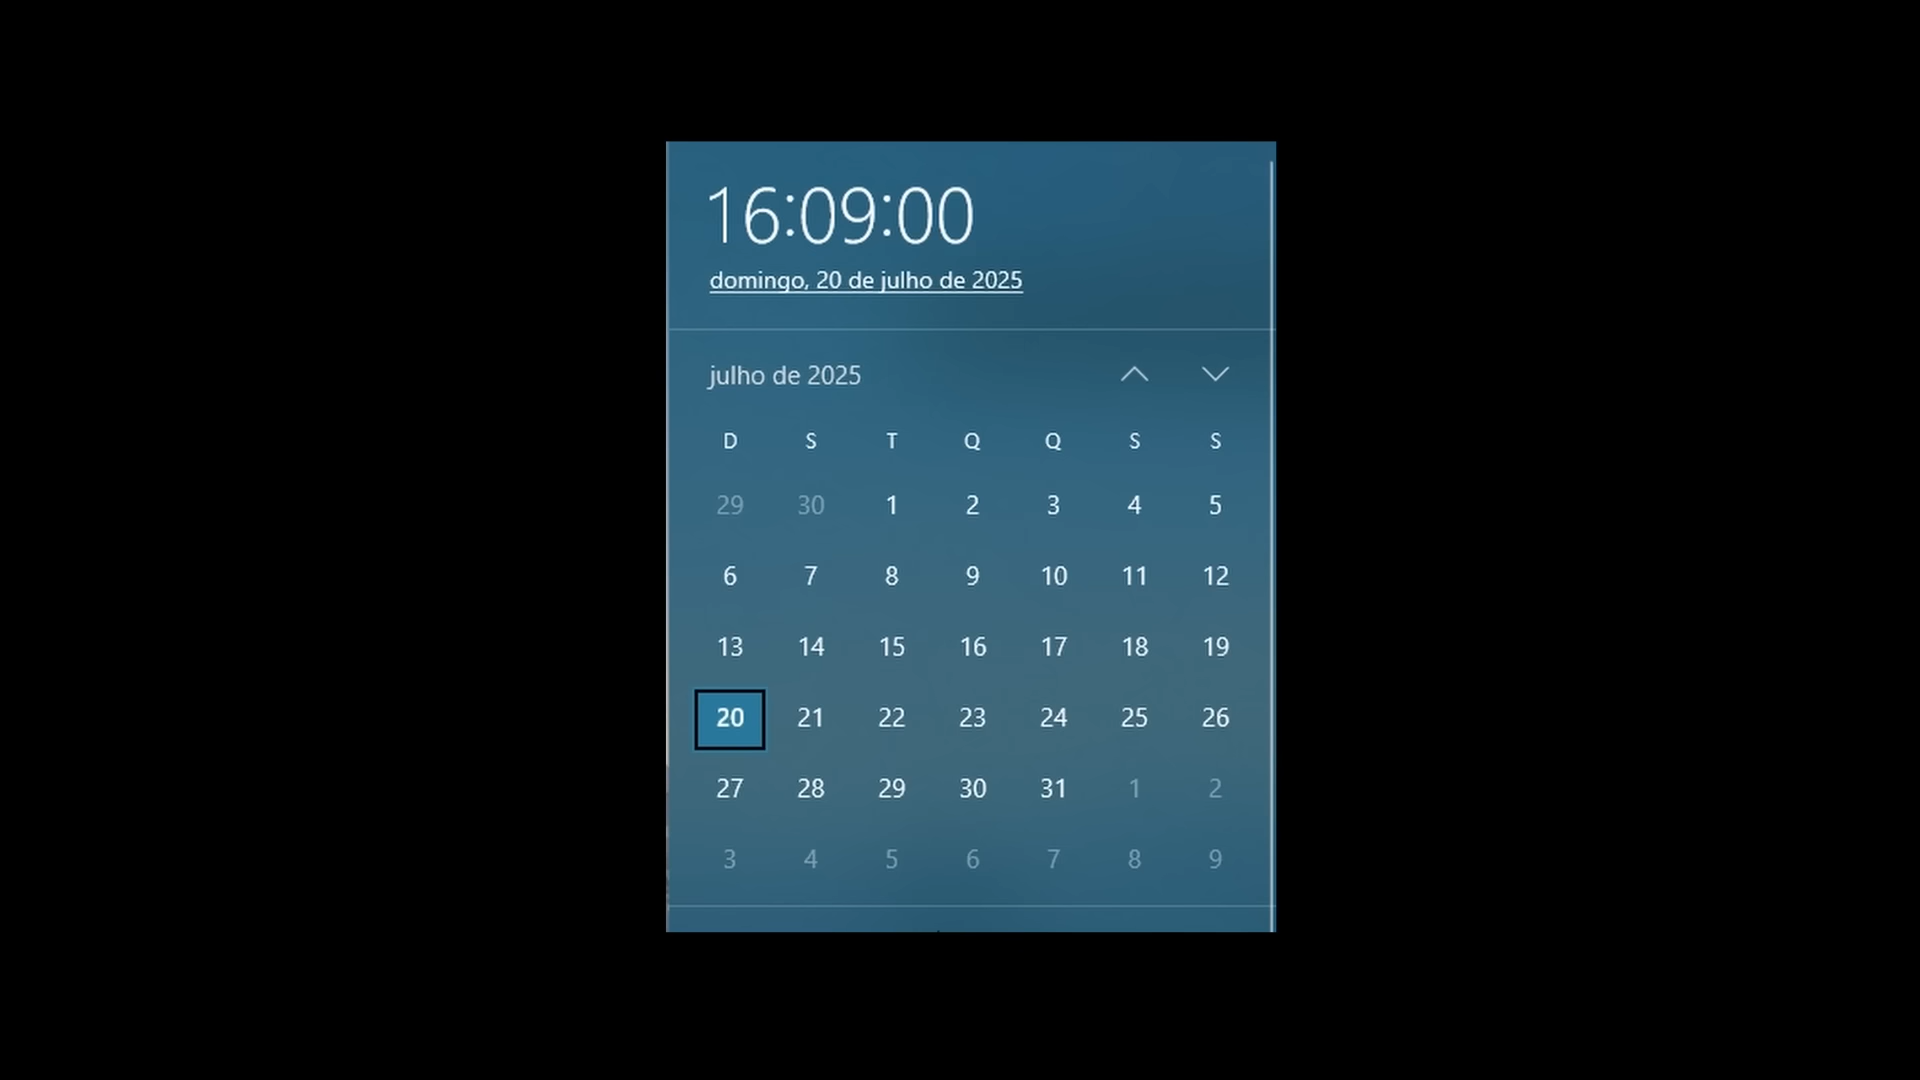 16:09:00
domingo, 20 de julho de 2025
julho de 2025
D S T Q Q S S
29 30 1 2 3 4 5
6 7 8 9 10 11 12
13 14 15 16 17 18 19
20 21 22 23 24 25 26
27 28 29 30 31 1 2
3 4 5 6 7 8 9